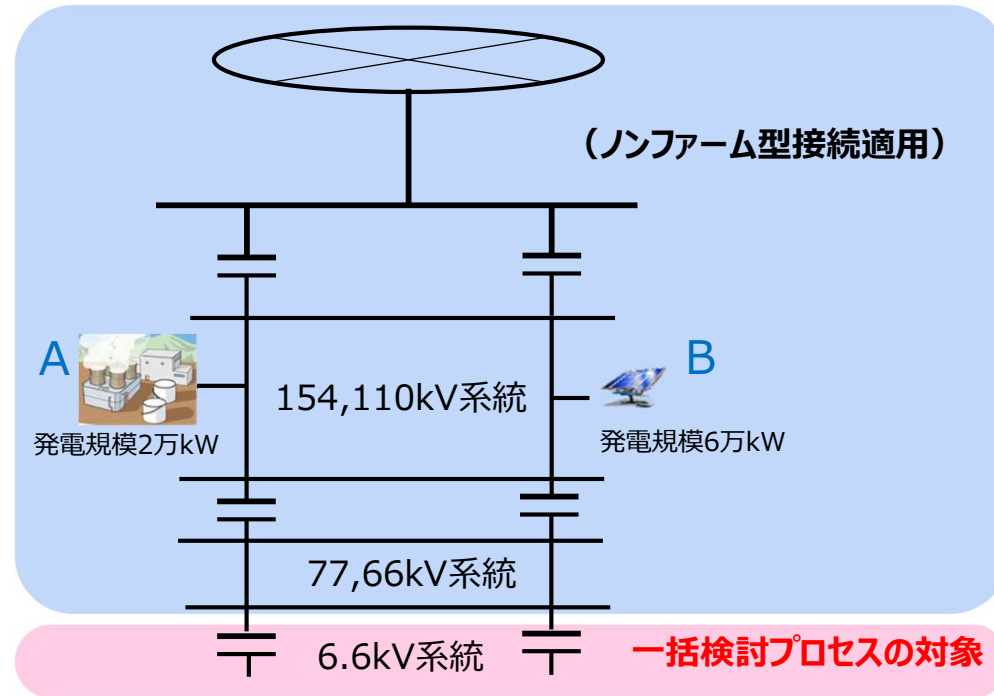 （ノンファーム型接続適用）
A
B
154,110kV系統
発電規模2万kW
発電規模6万kW
77,66kV系統
6.6kV系統
一括検討プロセスの対象